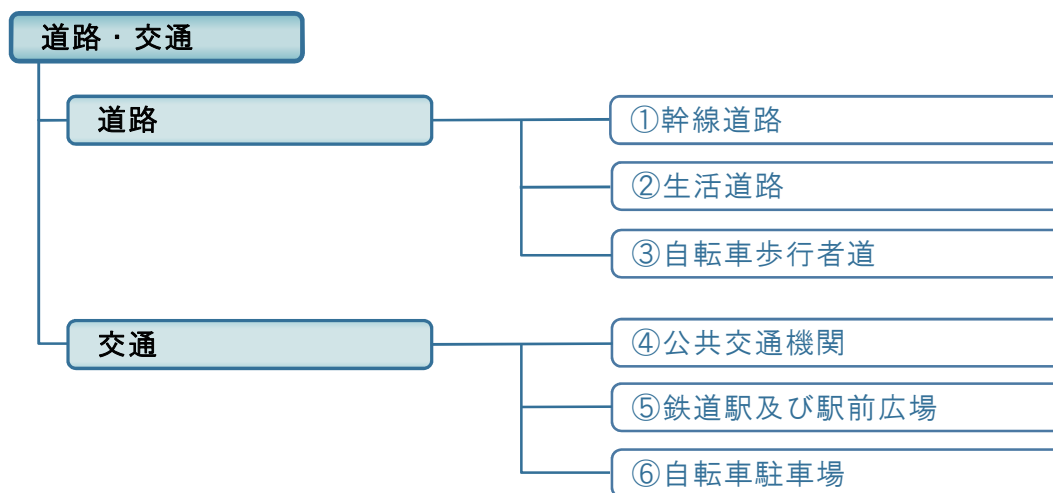 道路・交通
道路
①幹線道路
②生活道路
③自転車歩行者道
交通
④公共交通機関
⑤鉄道駅及び駅前広場
⑥自転車駐車場